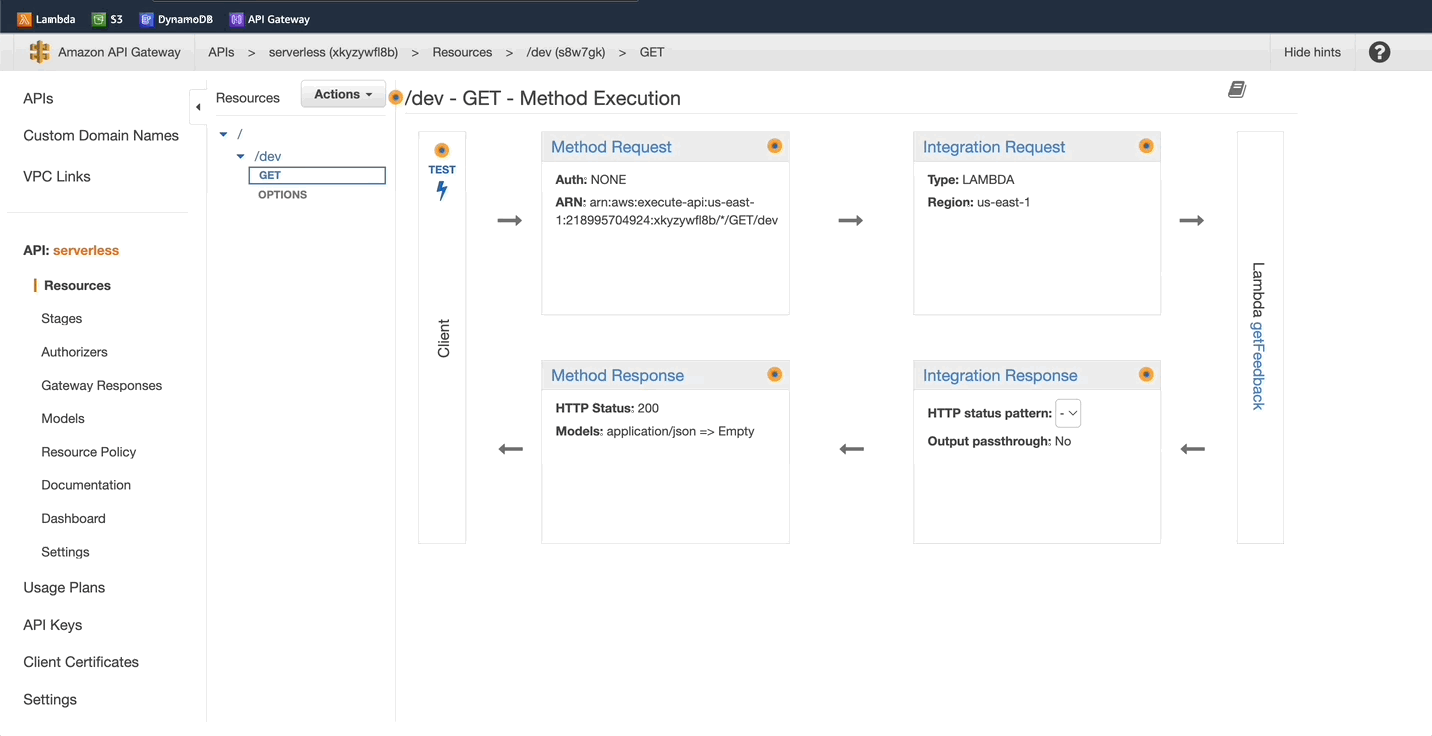 Lambda S3 DynamoDB API Gateway
Amazon API Gateway APIs > serverless (xkyzywfl8b) > Resources > /dev (s8w7gk) > GET Hide hints ?
APIs
Custom Domain Names
VPC Links
API: serverless
Resources
Stages
Authorizers
Gateway Responses
Models
Resource Policy
Documentation
Dashboard
Settings
Usage Plans
API Keys
Client Certificates
Settings
Resources Actions
/
/dev
GET
OPTIONS
/dev - GET - Method Execution
TEST
Client
Method Request
Auth: NONE
ARN: arn:aws:execute-api:us-east-
1:218995704924:xkyzywfl8b/*/GET/dev
Integration Request
Type: LAMBDA
Region: us-east-1
Lambda getFeedback
Method Response
HTTP Status: 200
Models: application/json => Empty
Integration Response
HTTP status pattern: -
Output passthrough: No